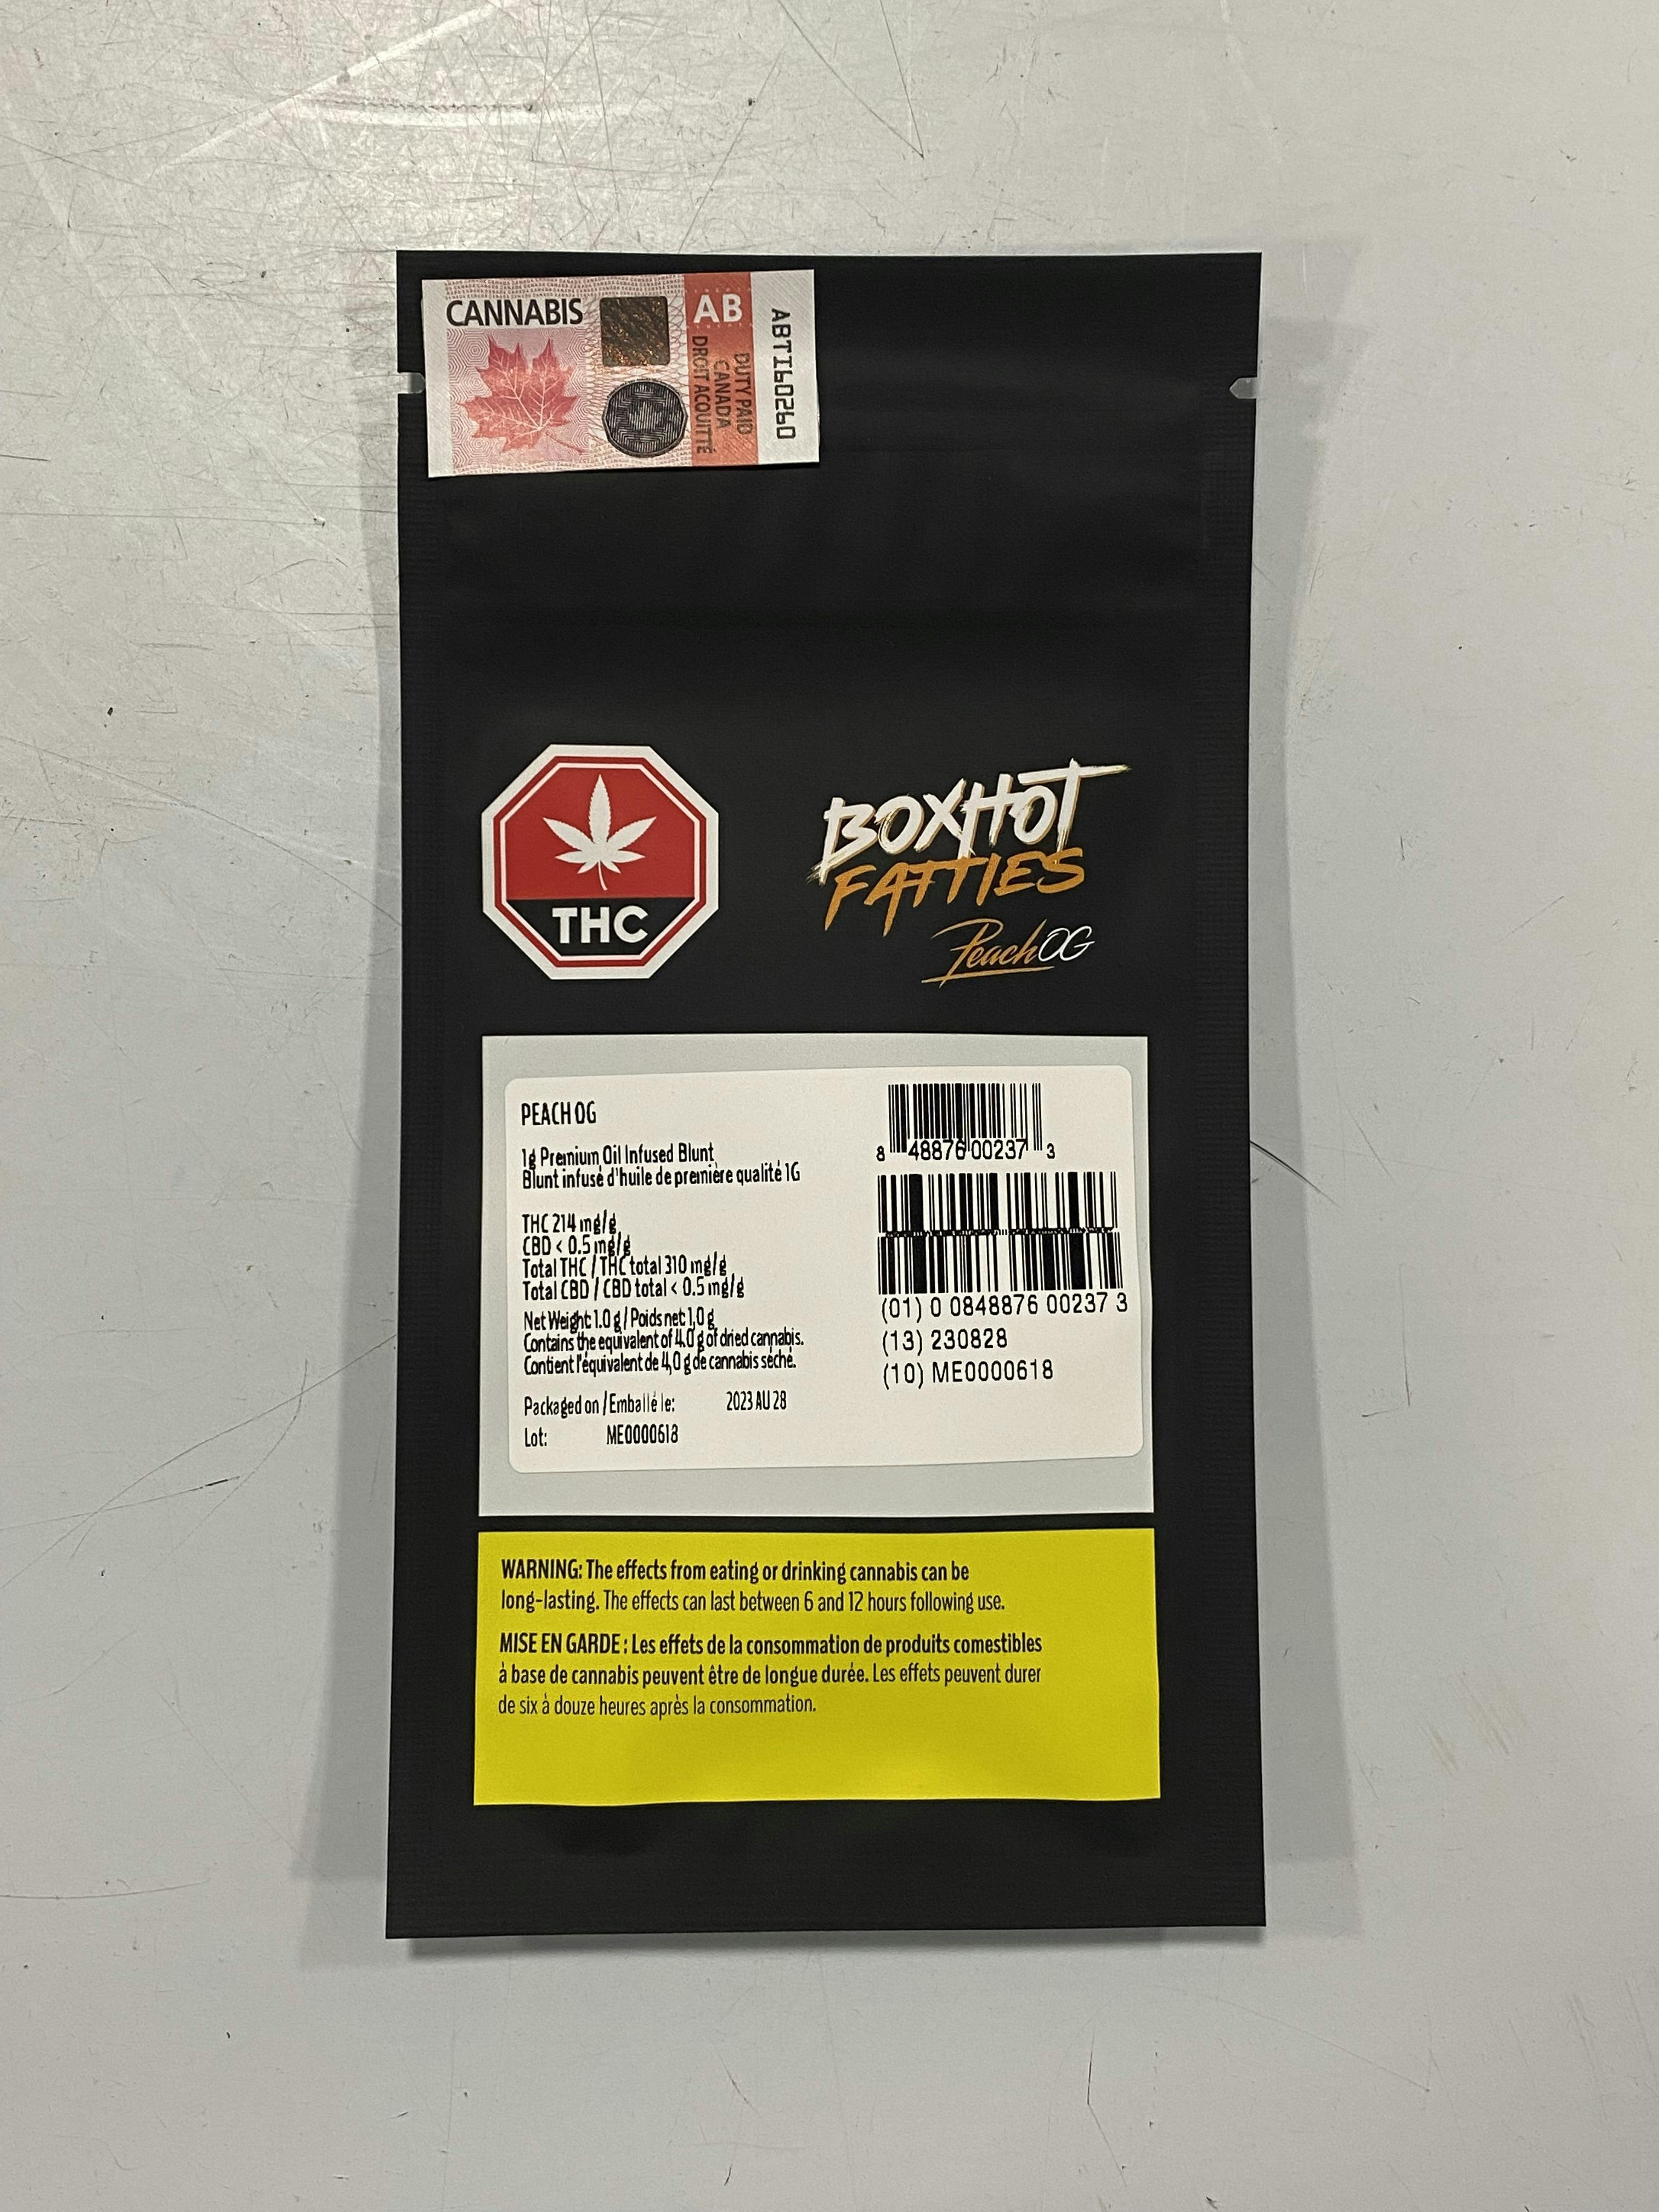 CANNABIS
AB
DUTY PAID
CANADA
DROIT ACQUITTÉ
ABTI60260
THC
BOXHOT
FATTIES
Peach OG
PEACH OG
1g Premium Oil Infused Blunt
Blunt infusé d'huile de première qualité 1G
THC 214 mg/g
CBD < 0.5 mg/g
Total THC / THC total 310 mg/g
Total CBD / CBD total < 0.5 mg/g
Net Weight 1.0 g / Poids net 1,0 g
Contains the equivalent of 4.0 g of dried cannabis.
Contient l'équivalent de 4,0 g de cannabis séché.
Packaged on / Emballé le: 2023 AU 28
Lot: ME0000618
8 48876 00237 3
(01) 0 0848876 00237 3
(13) 230828
(10) ME0000618
WARNING: The effects from eating or drinking cannabis can be
long-lasting. The effects can last between 6 and 12 hours following use.
MISE EN GARDE : Les effets de la consommation de produits comestibles
à base de cannabis peuvent être de longue durée. Les effets peuvent durer
de six à douze heures après la consommation.